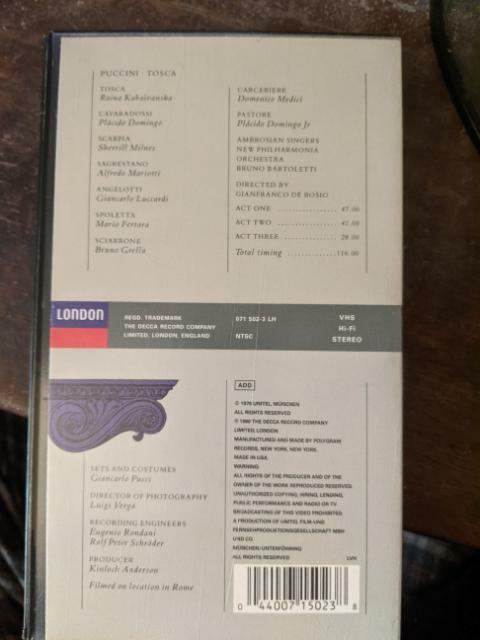 PUCCINI · TOSCA
TOSCA
Raina Kabaivanska
CAVARADOSSI
Plácido Domingo
SCARPIA
Sherrill Milnes
SAGRESTANO
Alfredo Mariotti
ANGELOTTI
Giancarlo Luccardi
SPOLETTA
Mario Ferrara
SCIARRONE
Bruno Grella
CARCERIERE
Domenico Medici
PASTORE
Plácido Domingo Jr
AMBROSIAN SINGERS
NEW PHILHARMONIA
ORCHESTRA
BRUNO BARTOLETTI
DIRECTED BY
GIANFRANCO DE BOSIO
ACT ONE ................ 47.00
ACT TWO ................ 41.00
ACT THREE .............. 28.00
Total timing ..............116.00
LONDON
REGD. TRADEMARK
THE DECCA RECORD COMPANY
LIMITED, LONDON, ENGLAND
071 502-3 LH
NTSC
VHS
Hi-Fi
STEREO
SETS AND COSTUMES
Giancarlo Pucci
DIRECTOR OF PHOTOGRAPHY
Luigi Verga
RECORDING ENGINEERS
Eugenio Rondani
Rolf Peter Schröder
PRODUCER
Kinloch Anderson
Filmed on location in Rome
ADD
© 1976 UNITEL, MÜNCHEN
ALL RIGHTS RESERVED
THE DECCA RECORD COMPANY
LIMITED, LONDON
MANUFACTURED AND MADE BY POLYGRAM
RECORDS, NEW YORK, NEW YORK.
MADE IN USA.
WARNING:
ALL RIGHTS OF THE PRODUCER AND OF THE
OWNER OF THE WORK REPRODUCED RESERVED.
UNAUTHORIZED COPYING, HIRING, LENDING,
PUBLIC PERFORMANCE AND RADIO OR TV
BROADCASTING OF THIS VIDEO PROHIBITED
A PRODUCTION OF UNITEL FILM-UND
FERNSEHPRODUKTIONSGESELLSCHAFT MBH
UND CO.
MÜNCHEN/UNTERFÖHRING
ALL RIGHTS RESERVED
LVH
0 44007 15023 8